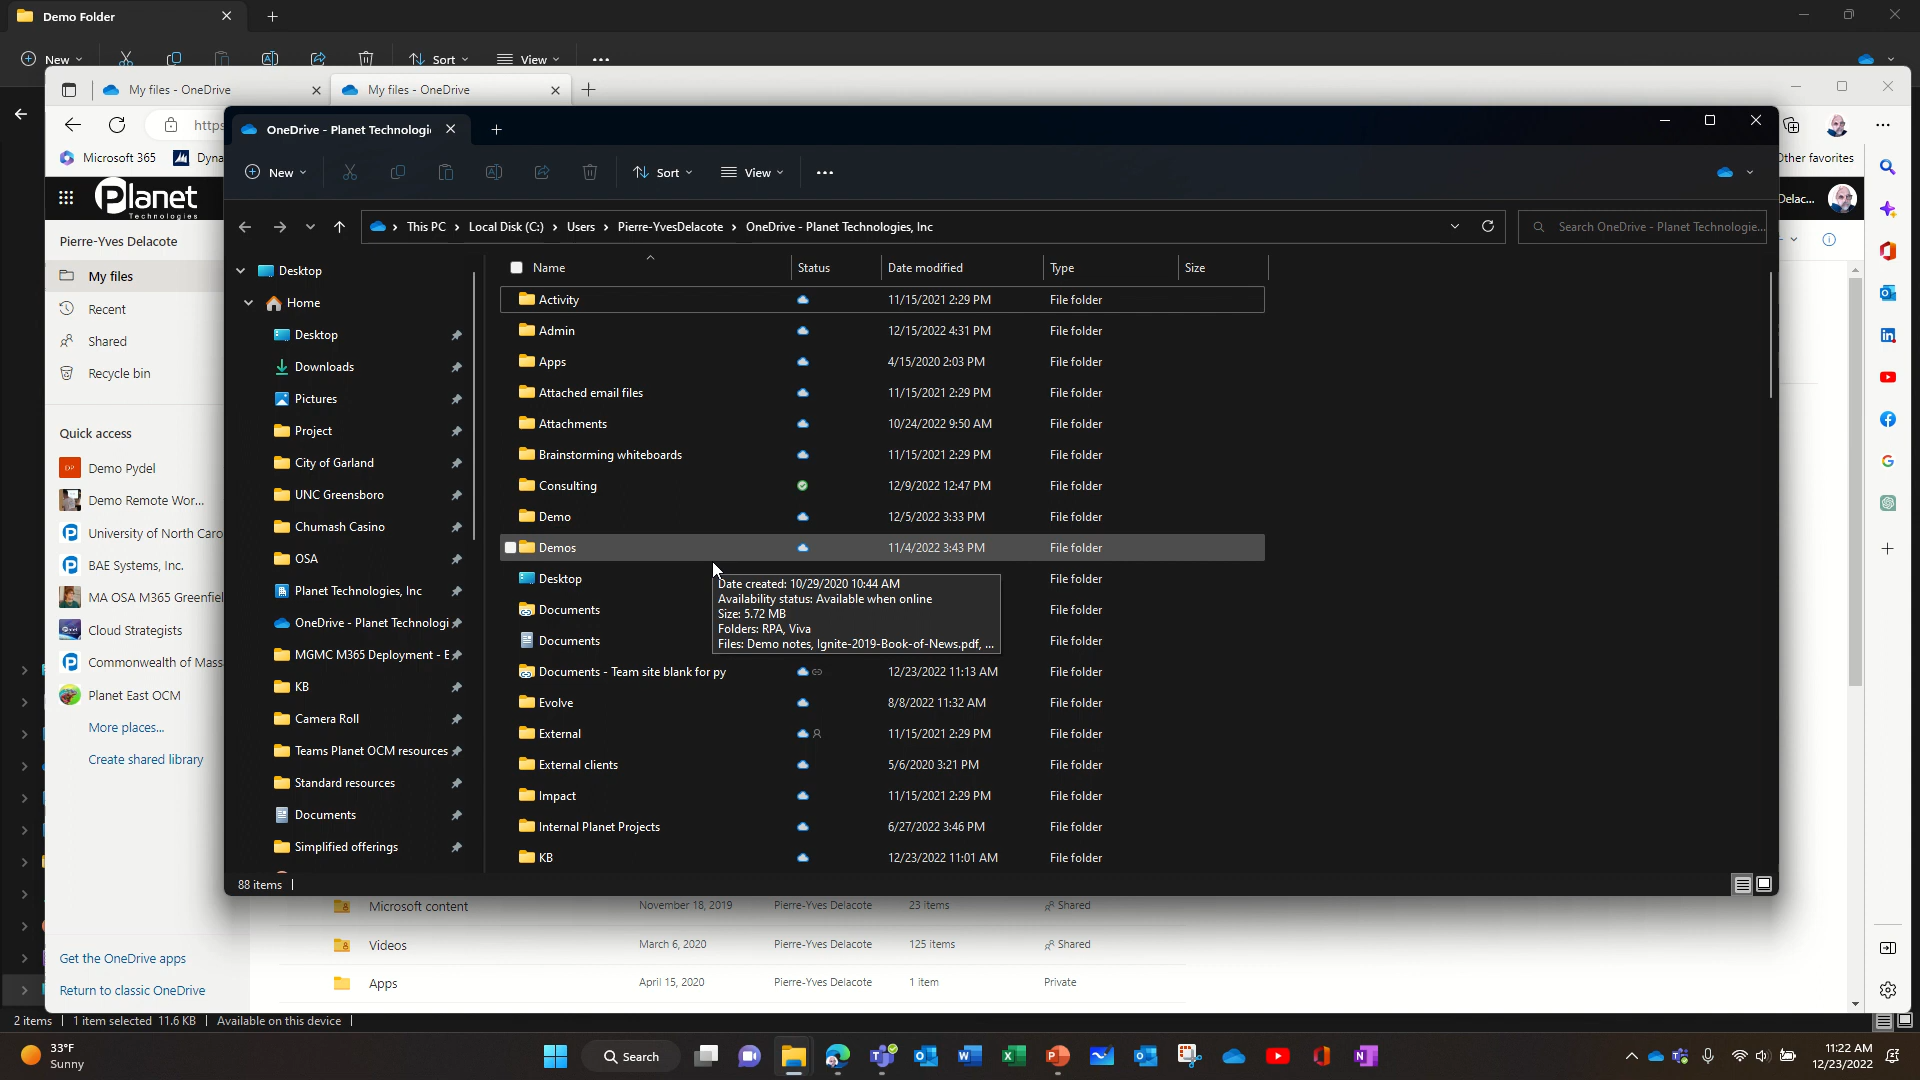 Demo Folder
New
Sort
View
My files - OneDrive
My files - OneDrive
https
Microsoft 365
Dyna
Other favorites
Planet
Technologies
Delac...
Pierre-Yves Delacote
My files
Recent
Shared
Recycle bin
Quick access
DP
Demo Pydel
Demo Remote Wor...
University of North Caro
BAE Systems, Inc.
MA OSA M365 Greenfiel
Cloud Strategists
Commonwealth of Mass
Planet East OCM
More places...
Create shared library
Get the OneDrive apps
Return to classic OneDrive
OneDrive - Planet Technologi
New
Sort
View
This PC > Local Disk (C:) > Users > Pierre-YvesDelacote > OneDrive - Planet Technologies, Inc
Search OneDrive - Planet Technologie...
Desktop
Home
Desktop
Downloads
Pictures
Project
City of Garland
UNC Greensboro
Chumash Casino
OSA
Planet Technologies, Inc
OneDrive - Planet Technologi
MGMC M365 Deployment - E
KB
Camera Roll
Teams Planet OCM resources
Standard resources
Documents
Simplified offerings
Name Status Date modified Type Size
Activity 11/15/2021 2:29 PM File folder
Admin 12/15/2022 4:31 PM File folder
Apps 4/15/2020 2:03 PM File folder
Attached email files 11/15/2021 2:29 PM File folder
Attachments 10/24/2022 9:50 AM File folder
Brainstorming whiteboards 11/15/2021 2:29 PM File folder
Consulting 12/9/2022 12:47 PM File folder
Demo 12/5/2022 3:33 PM File folder
Demos 11/4/2022 3:43 PM File folder
Desktop File folder
Documents File folder
Documents File folder
Date created: 10/29/2020 10:44 AM
Availability status: Available when online
Size: 5.72 MB
Folders: RPA, Viva
Files: Demo notes, Ignite-2019-Book-of-News.pdf, ...
Documents - Team site blank for py 12/23/2022 11:13 AM File folder
Evolve 8/8/2022 11:32 AM File folder
External 11/15/2021 2:29 PM File folder
External clients 5/6/2020 3:21 PM File folder
Impact 11/15/2021 2:29 PM File folder
Internal Planet Projects 6/27/2022 3:46 PM File folder
KB 12/23/2022 11:01 AM File folder
88 items
Microsoft content November 18, 2019 Pierre-Yves Delacote 23 items Shared
Videos March 6, 2020 Pierre-Yves Delacote 125 items Shared
Apps April 15, 2020 Pierre-Yves Delacote 1 item Private
2 items 1 item selected 11.6 KB Available on this device
33°F
Sunny
Search
11:22 AM
12/23/2022